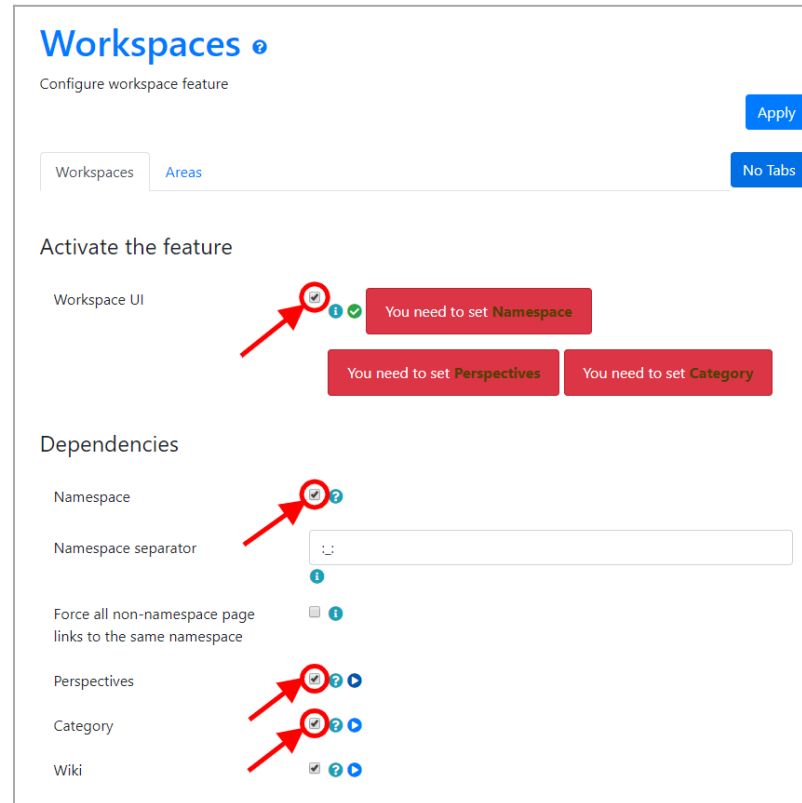 Workspaces
Configure workspace feature
Apply
Workspaces Areas No Tabs
Activate the feature
Workspace UI You need to set Namespace
You need to set Perspectives You need to set Category
Dependencies
Namespace
Namespace separator :_:
Force all non-namespace page
links to the same namespace
Perspectives
Category
Wiki